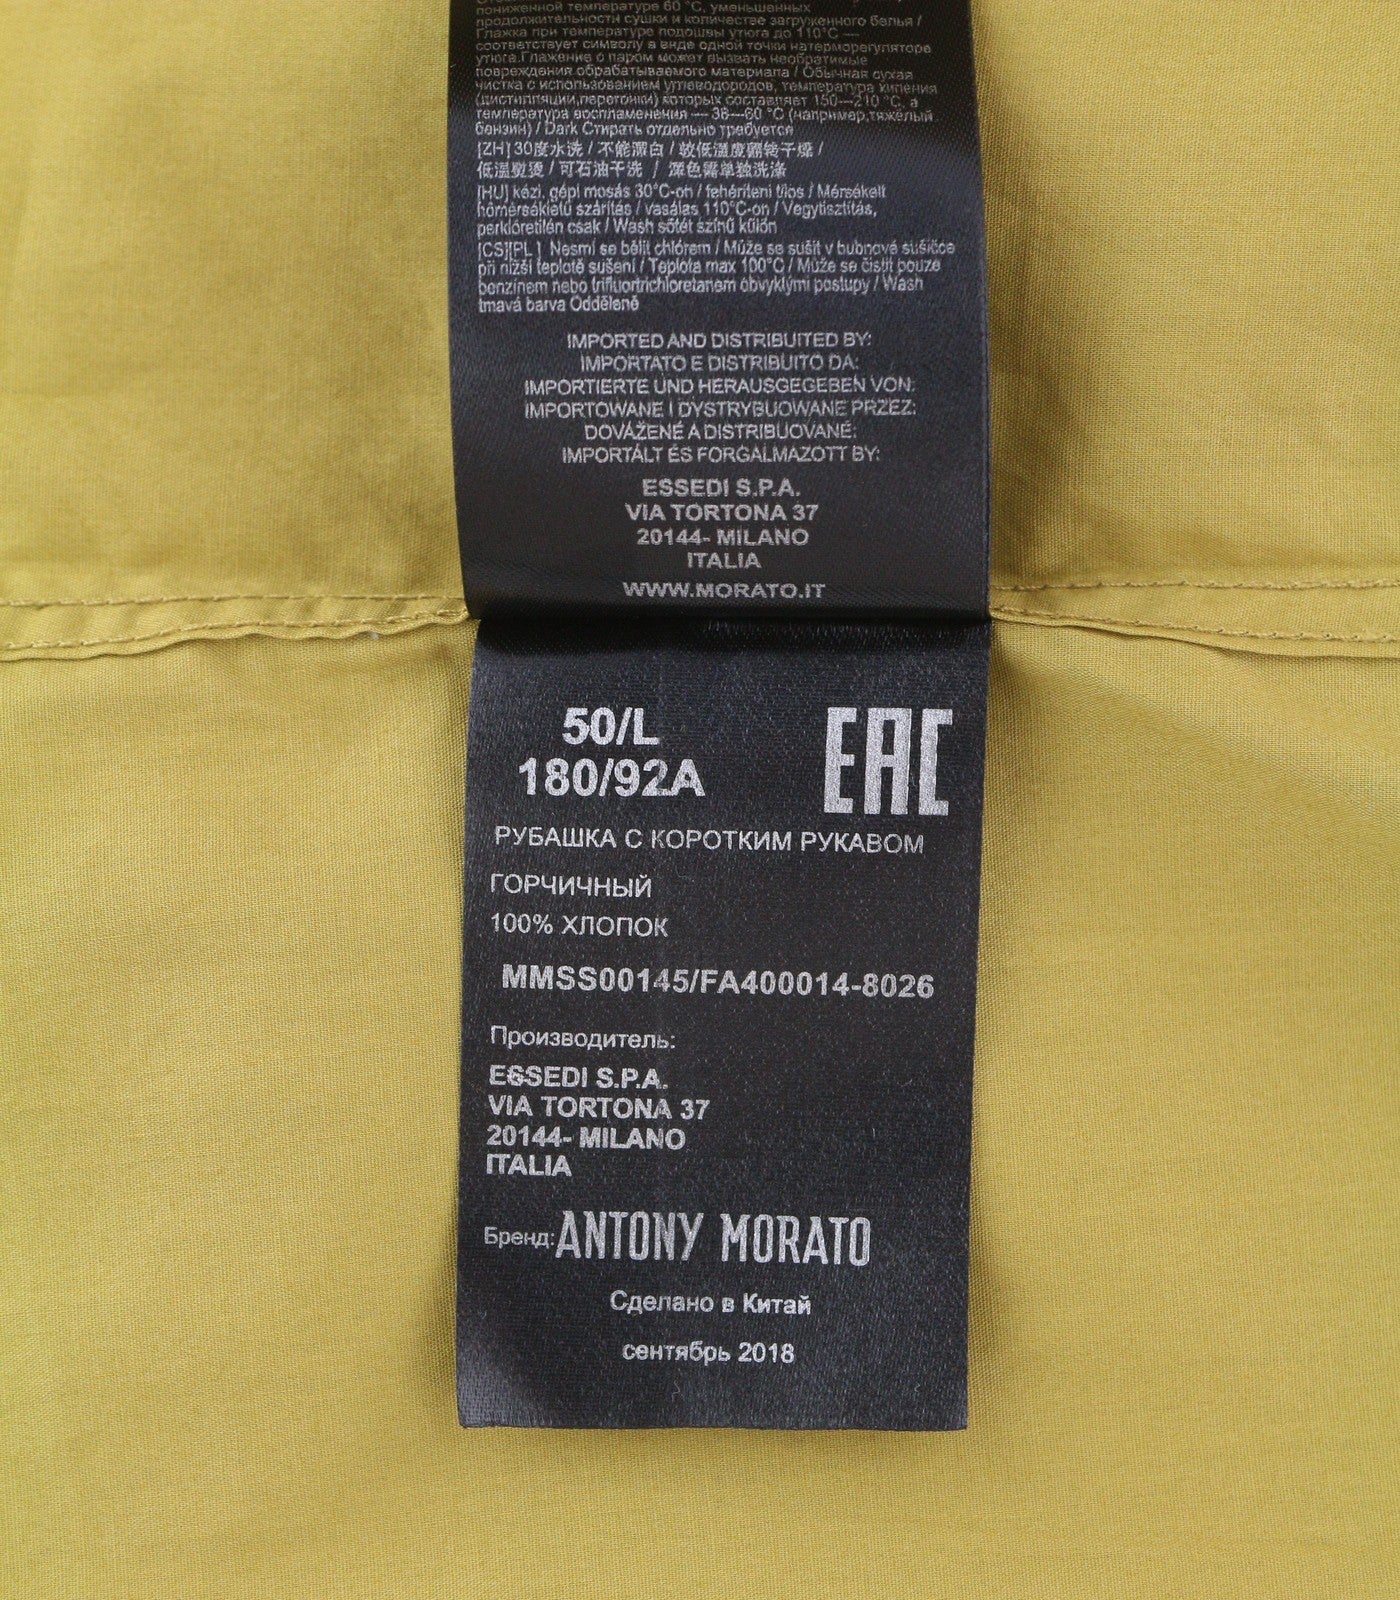 пониженной температуре 60 °C, уменьшенных
продолжительности сушки и количестве загруженного белья /
Глажка при температуре подошвы утюга до 110°C —
соответствует символу в виде одной точки натерморегуляторе
утюга.Глажение с паром может вызвать необратимые
повреждения обрабатываемого материала / Обычная сухая
чистка с использованием углеводородов, температура кипения
(дистилляции,перегонки) которых составляет 150—210 °C, а
температура воспламенения — 38—60 °C (например,тяжёлый
бензин) / Dark Стирать отдельно требуется
[ZH] 30度水洗 / 不能漂白 / 较低温度翻转干燥 /
低温熨烫 / 可石油干洗 / 深色需单独洗涤
[HU] kézi, gépi mosás 30°C-on / fehéríteni tilos / Mérsékelt
hőmérsékletű szárítás / vasalás 110°C-on / Vegytisztítás,
perklóretilén csak / Wash sötét színű külön
[CS][PL ] Nesmí se bělit chlórem / Může se sušit v bubnové sušičce
při nižší teplotě sušení / Teplota max 100°C / Může se čistit pouze
benzínem nebo trifluortrichloretanem obvyklými postupy / Wash
tmavá barva Odděleně
IMPORTED AND DISTRIBUITED BY:
IMPORTATO E DISTRIBUITO DA:
IMPORTIERTE UND HERAUSGEGEBEN VON:
IMPORTOWANE I DYSTRYBUOWANE PRZEZ:
DOVÁŽENÉ A DISTRIBUOVANÉ:
IMPORTÁLT ÉS FORGALMAZOTT BY:
ESSEDI S.P.A.
VIA TORTONA 37
20144- MILANO
ITALIA
WWW.MORATO.IT
50/L
180/92A
EAC
РУБАШКА С КОРОТКИМ РУКАВОМ
ГОРЧИЧНЫЙ
100% ХЛОПОК
MMSS00145/FA400014-8026
Производитель:
ESSEDI S.P.A.
VIA TORTONA 37
20144- MILANO
ITALIA
Бренд: ANTONY MORATO
Сделано в Китай
сентябрь 2018